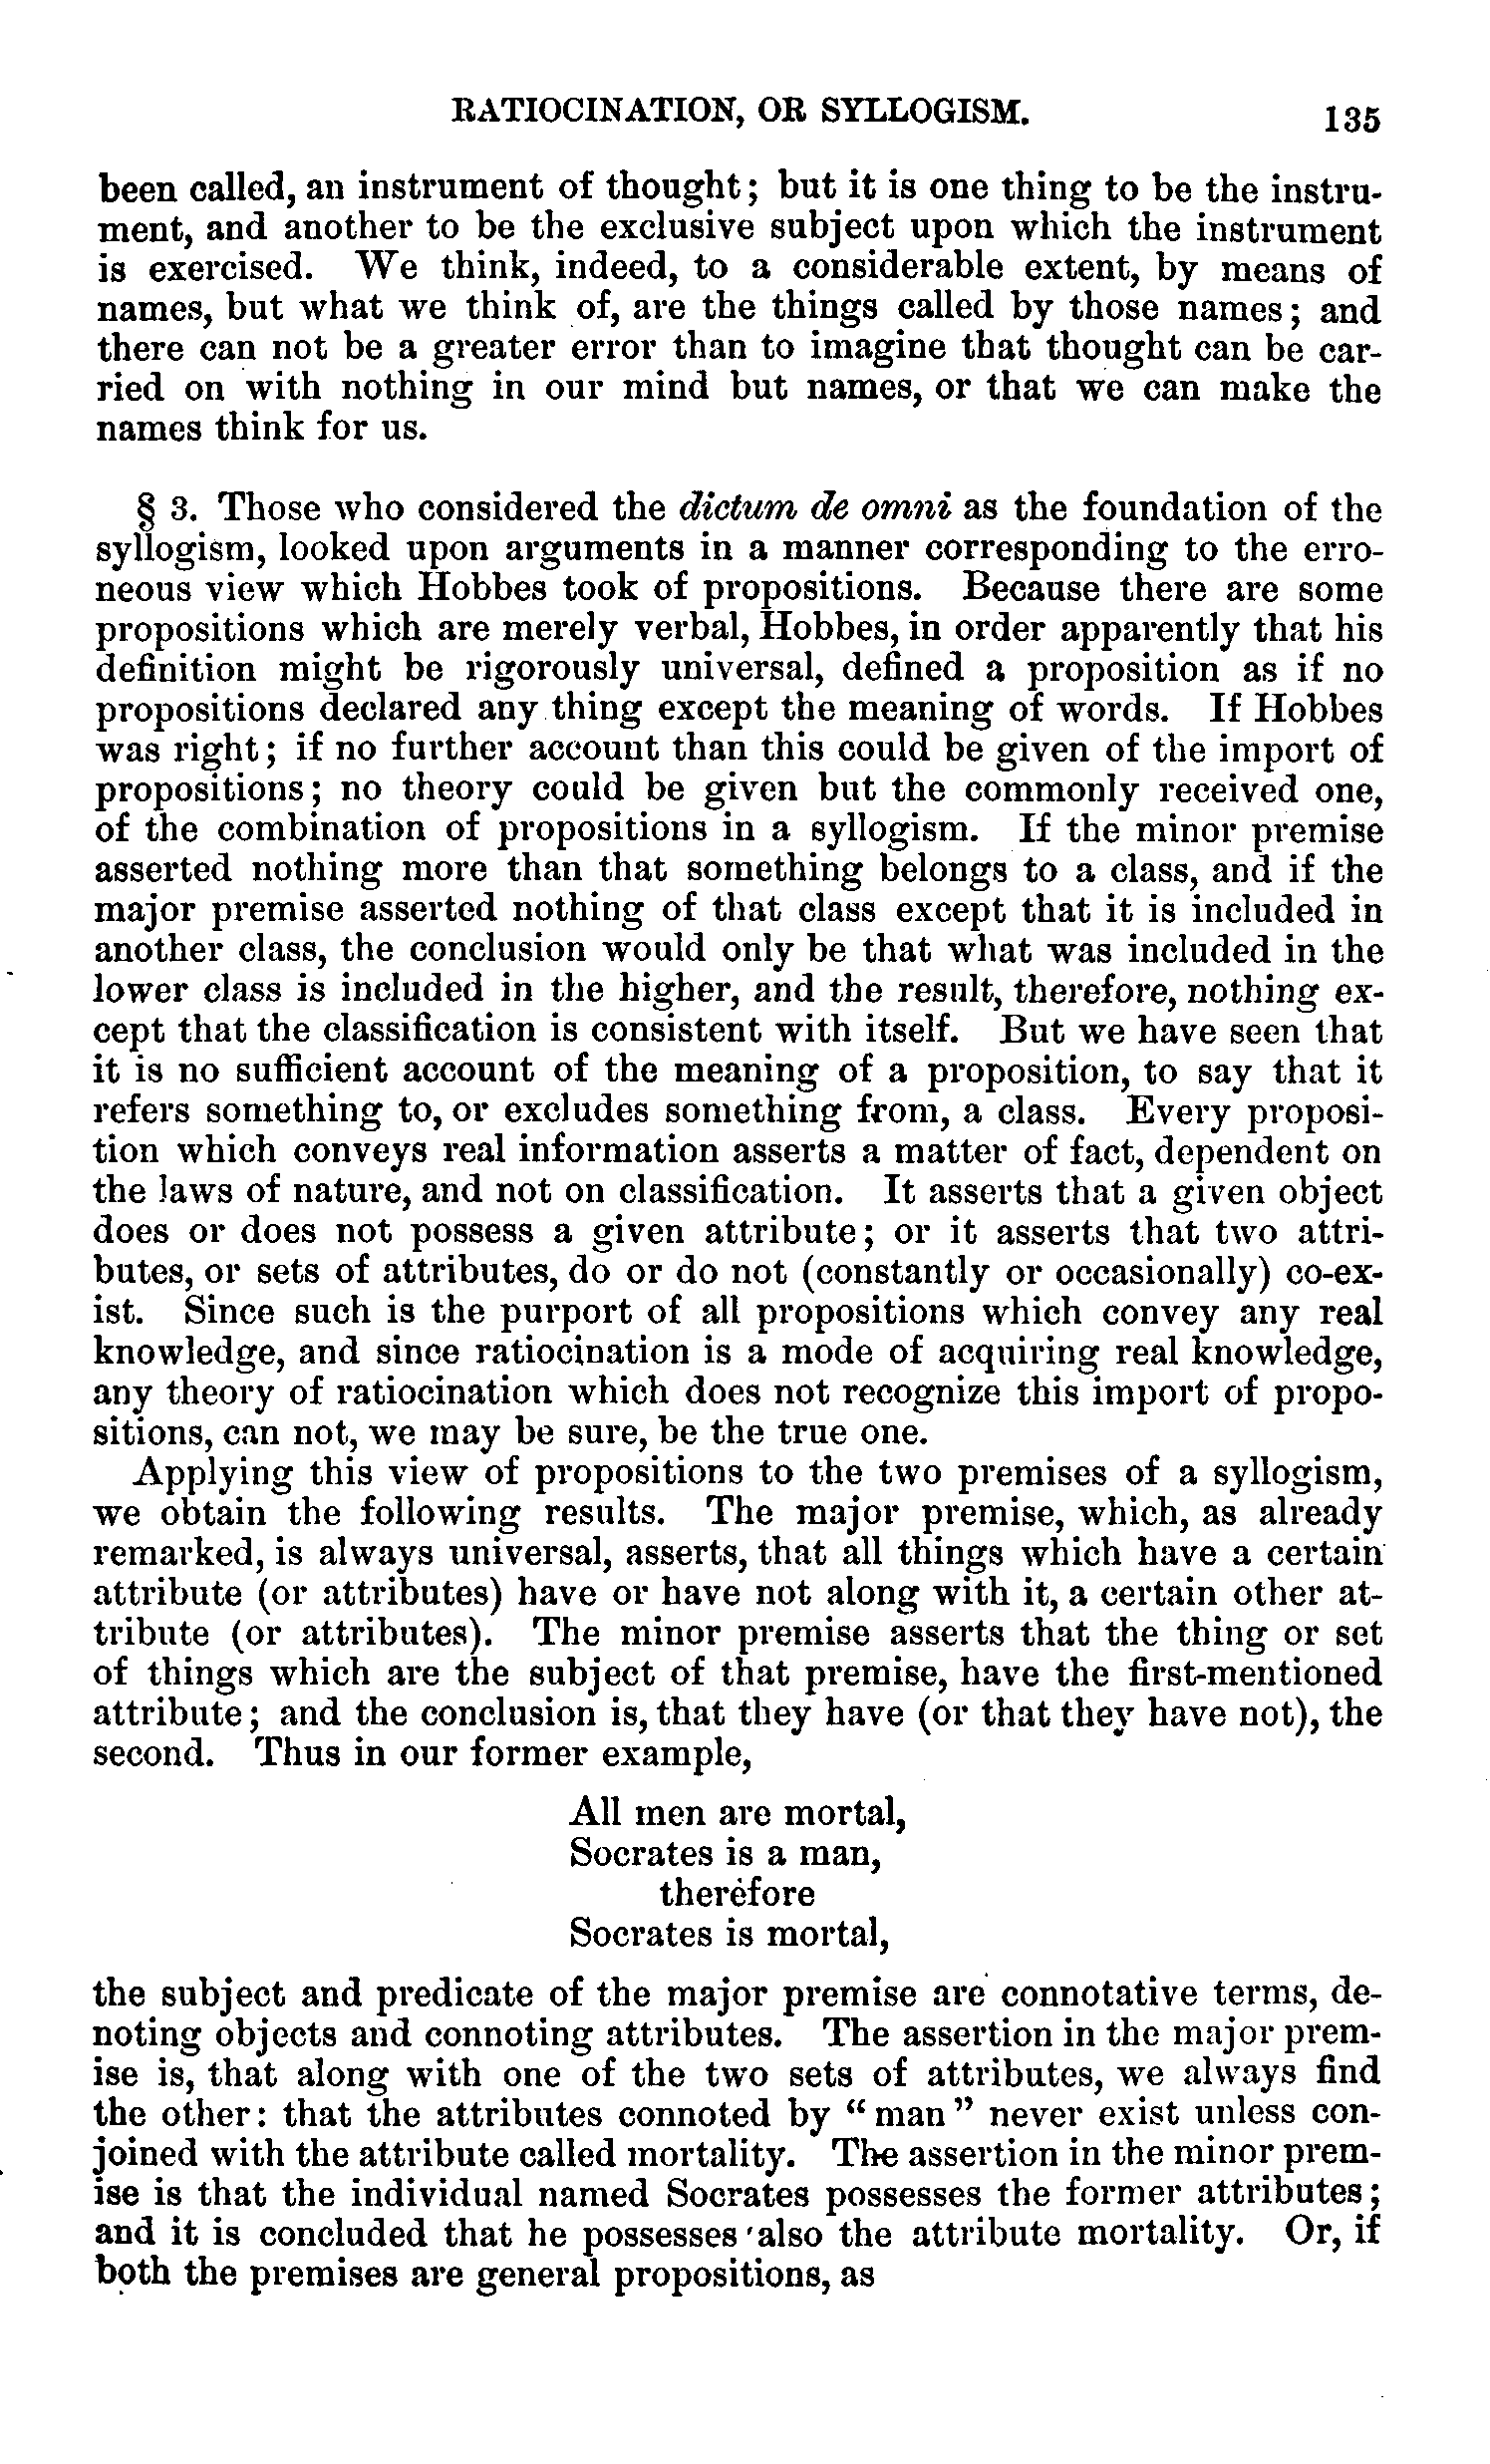 RATIOCINATION, OR SYLLOGISM. 135
been called, an instrument of thought; but it is one thing to be the instru-
ment, and another to be the exclusive subject upon which the instrument
is exercised. We think, indeed, to a considerable extent, by means of
names, but what we think of, are the things called by those names; and
there can not be a greater error than to imagine that thought can be car-
ried on with nothing in our mind but names, or that we can make the
names think for us.
§ 3. Those who considered the dictum de omni as the foundation of the
syllogism, looked upon arguments in a manner corresponding to the erro-
neous view which Hobbes took of propositions. Because there are some
propositions which are merely verbal, Hobbes, in order apparently that his
definition might be rigorously universal, defined a proposition as if no
propositions declared any thing except the meaning of words. If Hobbes
was right; if no further account than this could be given of the import of
propositions; no theory could be given but the commonly received one,
of the combination of propositions in a syllogism. If the minor premise
asserted nothing more than that something belongs to a class, and if the
major premise asserted nothing of that class except that it is included in
another class, the conclusion would only be that what was included in the
lower class is included in the higher, and the result, therefore, nothing ex-
cept that the classification is consistent with itself. But we have seen that
it is no sufficient account of the meaning of a proposition, to say that it
refers something to, or excludes something from, a class. Every proposi-
tion which conveys real information asserts a matter of fact, dependent on
the laws of nature, and not on classification. It asserts that a given object
does or does not possess a given attribute; or it asserts that two attri-
butes, or sets of attributes, do or do not (constantly or occasionally) co-ex-
ist. Since such is the purport of all propositions which convey any real
knowledge, and since ratiocination is a mode of acquiring real knowledge,
any theory of ratiocination which does not recognize this import of propo-
sitions, can not, we may be sure, be the true one.
Applying this view of propositions to the two premises of a syllogism,
we obtain the following results. The major premise, which, as already
remarked, is always universal, asserts, that all things which have a certain
attribute (or attributes) have or have not along with it, a certain other at-
tribute (or attributes). The minor premise asserts that the thing or set
of things which are the subject of that premise, have the first-mentioned
attribute; and the conclusion is, that they have (or that they have not), the
second. Thus in our former example,
All men are mortal,
Socrates is a man,
therefore
Socrates is mortal,
the subject and predicate of the major premise are connotative terms, de-
noting objects and connoting attributes. The assertion in the major prem-
ise is, that along with one of the two sets of attributes, we always find
the other: that the attributes connoted by “man” never exist unless con-
joined with the attribute called mortality. The assertion in the minor prem-
ise is that the individual named Socrates possesses the former attributes;
and it is concluded that he possesses also the attribute mortality. Or, if
both the premises are general propositions, as